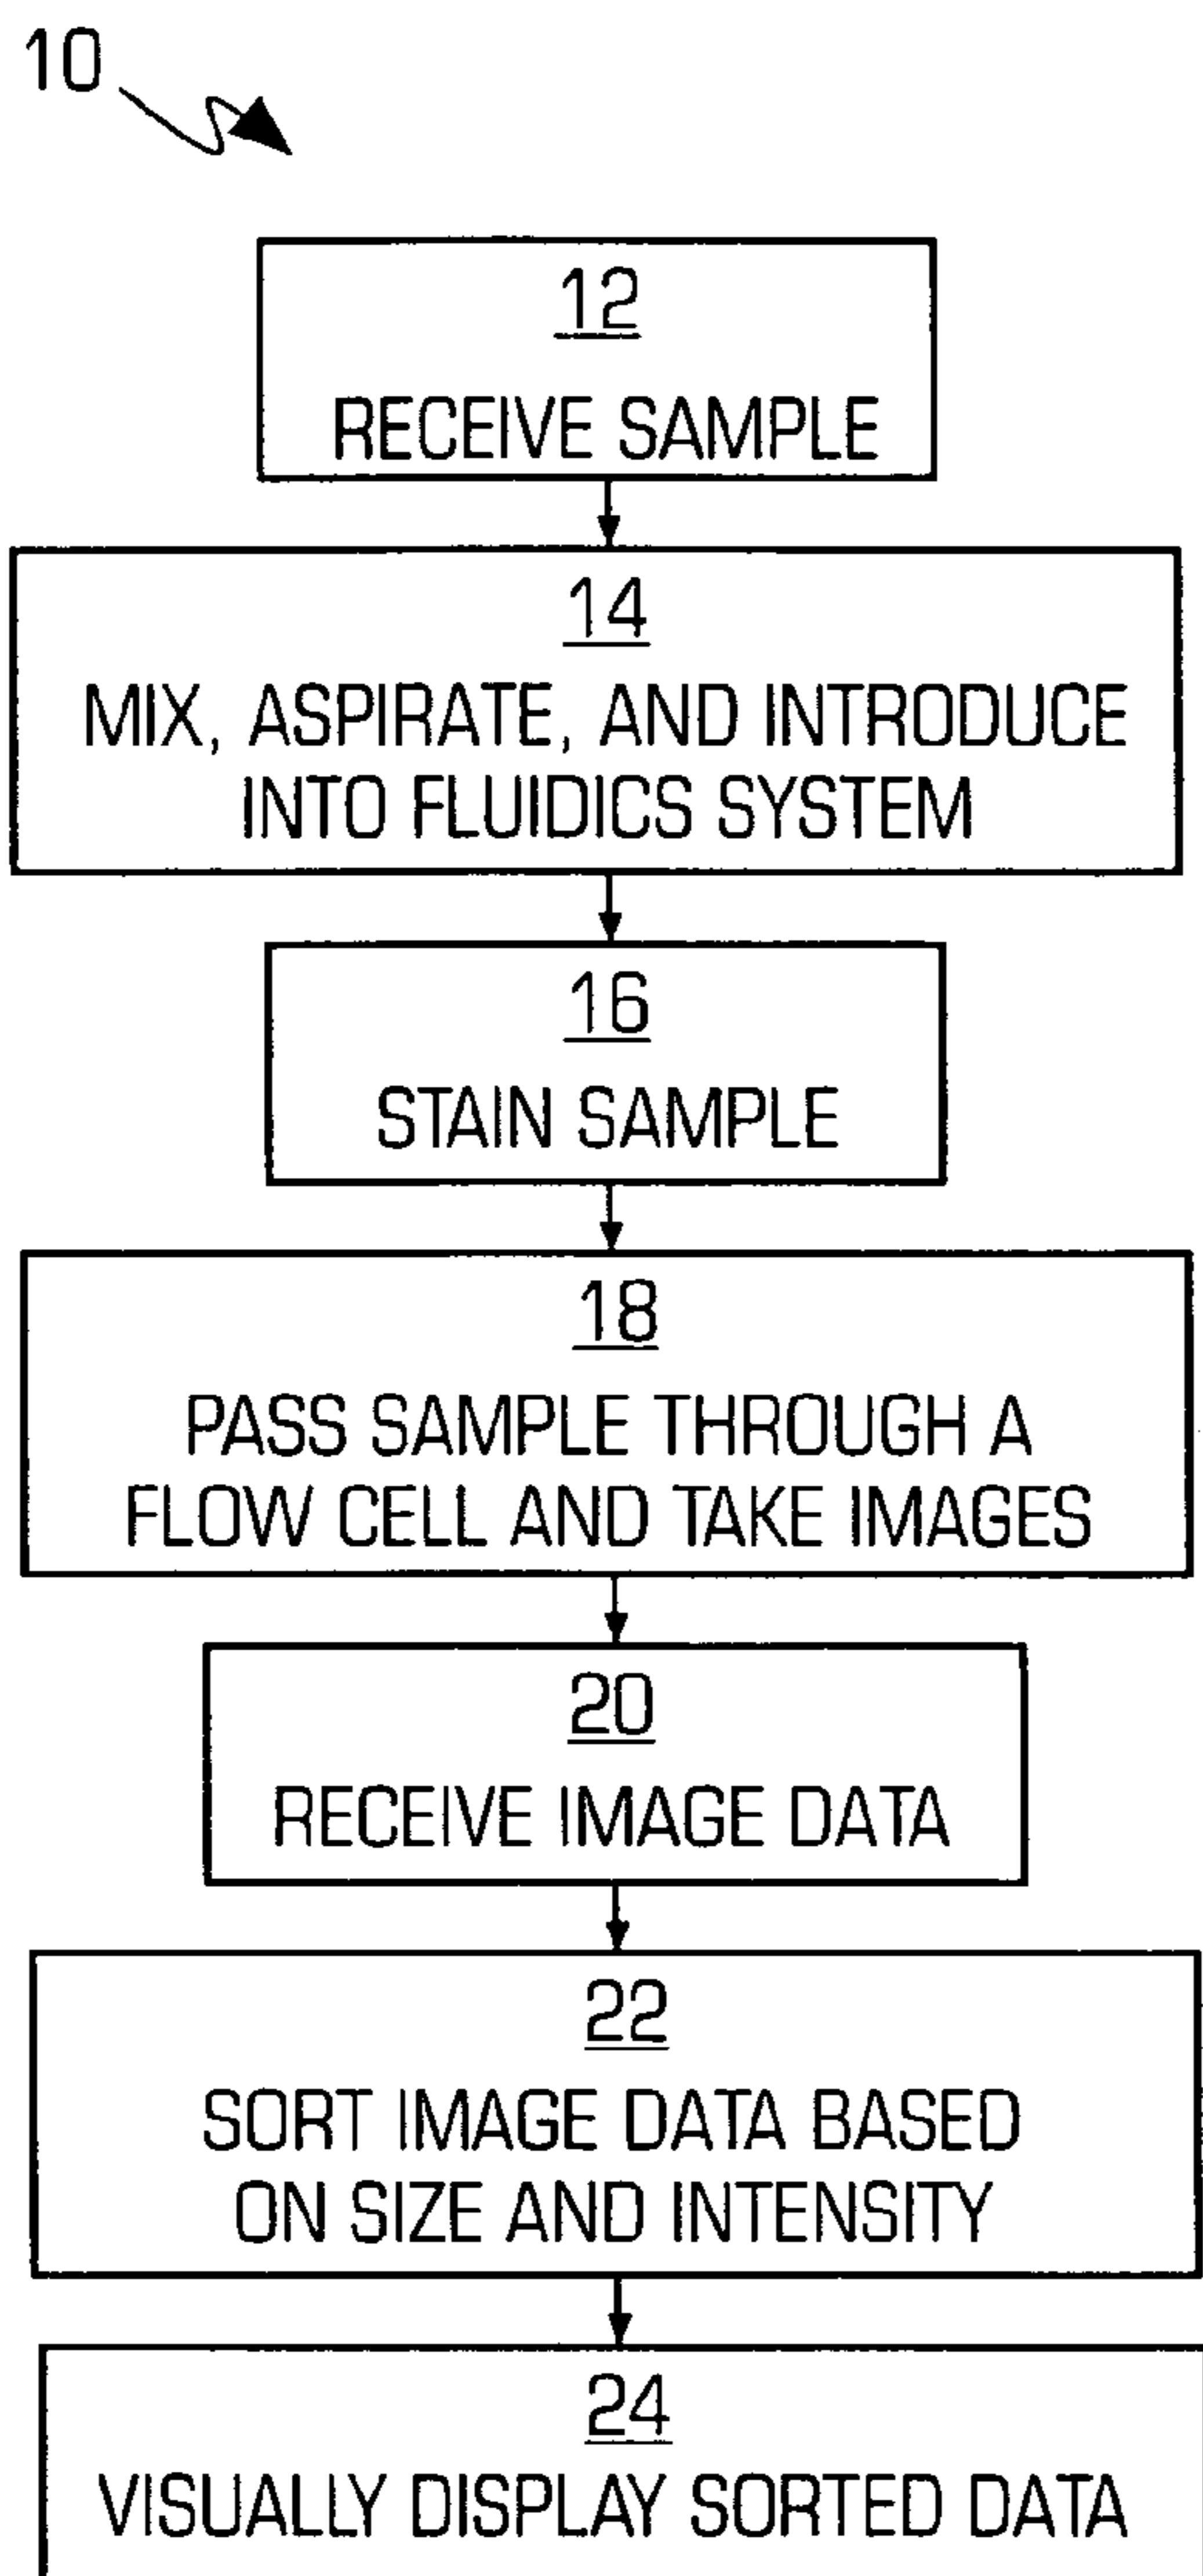 10
12
RECEIVE SAMPLE
14
MIX, ASPIRATE, AND INTRODUCE
INTO FLUIDICS SYSTEM
16
STAIN SAMPLE
18
PASS SAMPLE THROUGH A
FLOW CELL AND TAKE IMAGES
20
RECEIVE IMAGE DATA
22
SORT IMAGE DATA BASED
ON SIZE AND INTENSITY
24
VISUALLY DISPLAY SORTED DATA